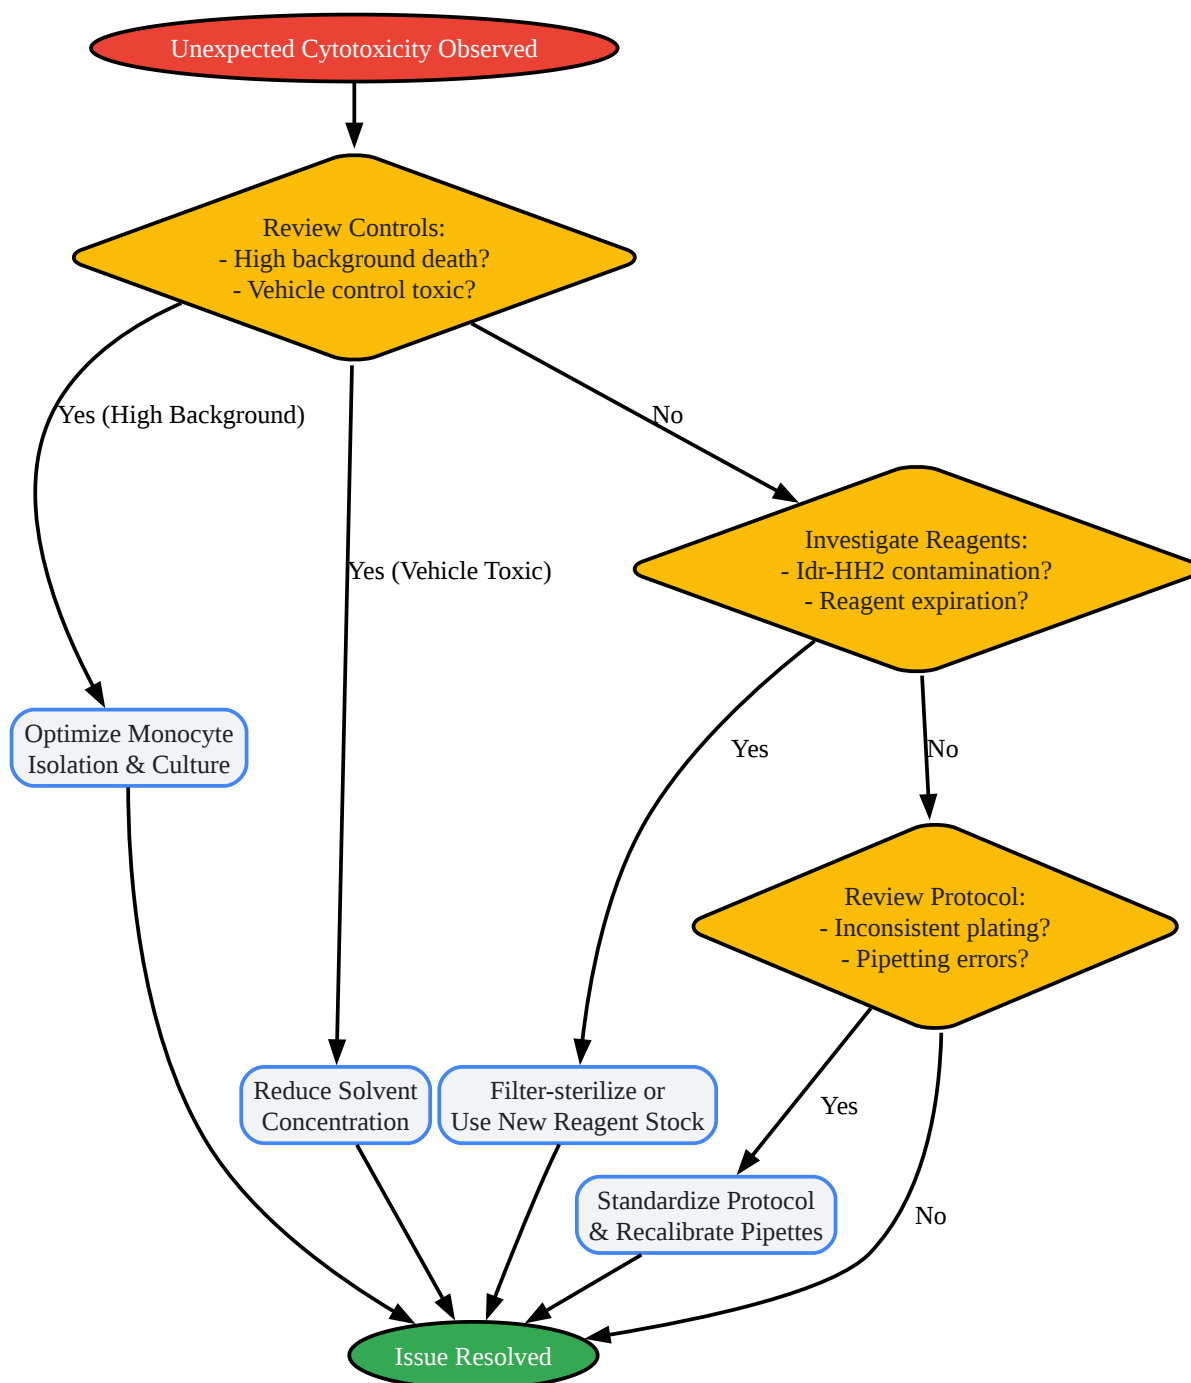 Unexpected Cytotoxicity Observed
Review Controls:
- High background death?
- Vehicle control toxic?
Yes (High Background)
No
Investigate Reagents:
- Idr-HH2 contamination?
- Reagent expiration?
Yes (Vehicle Toxic)
Optimize Monocyte
Isolation & Culture
Yes
No
Review Protocol:
- Inconsistent plating?
- Pipetting errors?
Reduce Solvent
Concentration
Filter-sterilize or
Use New Reagent Stock
Yes
Standardize Protocol
& Recalibrate Pipettes
No
Issue Resolved